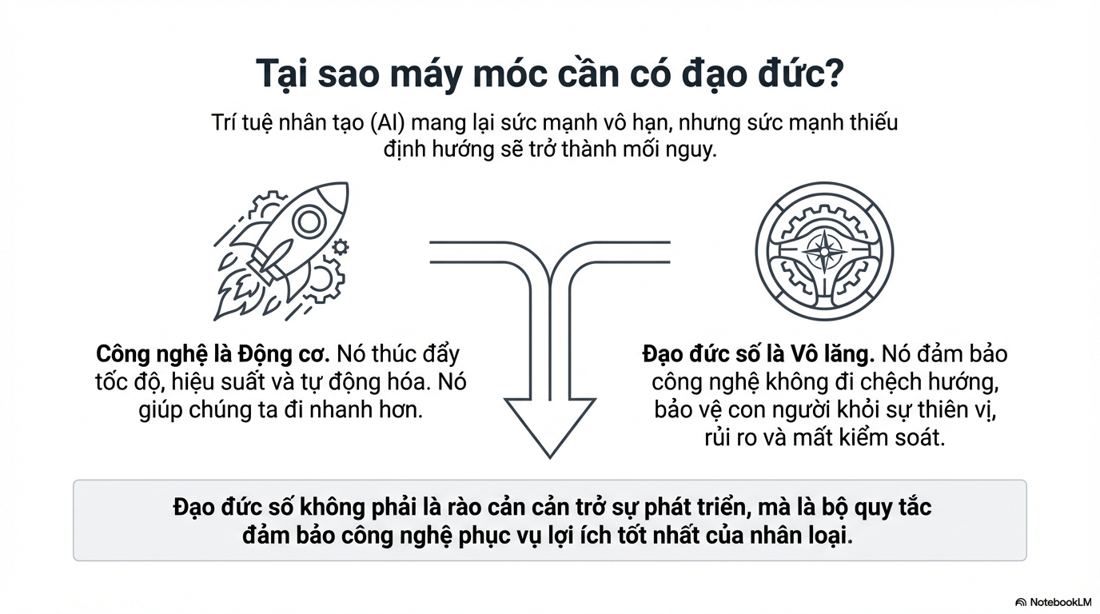 Tại sao máy móc cần có đạo đức?
Trí tuệ nhân tạo (AI) mang lại sức mạnh vô hạn, nhưng sức mạnh thiếu
định hướng sẽ trở thành mối nguy.
Công nghệ là Động cơ. Nó thúc đẩy
tốc độ, hiệu suất và tự động hóa. Nó
giúp chúng ta đi nhanh hơn.
Đạo đức số là Vô lăng. Nó đảm bảo
công nghệ không đi chệch hướng,
bảo vệ con người khỏi sự thiên vị,
rủi ro và mất kiểm soát.
Đạo đức số không phải là rào cản cản trở sự phát triển, mà là bộ quy tắc
đảm bảo công nghệ phục vụ lợi ích tốt nhất của nhân loại.
NotebookLM